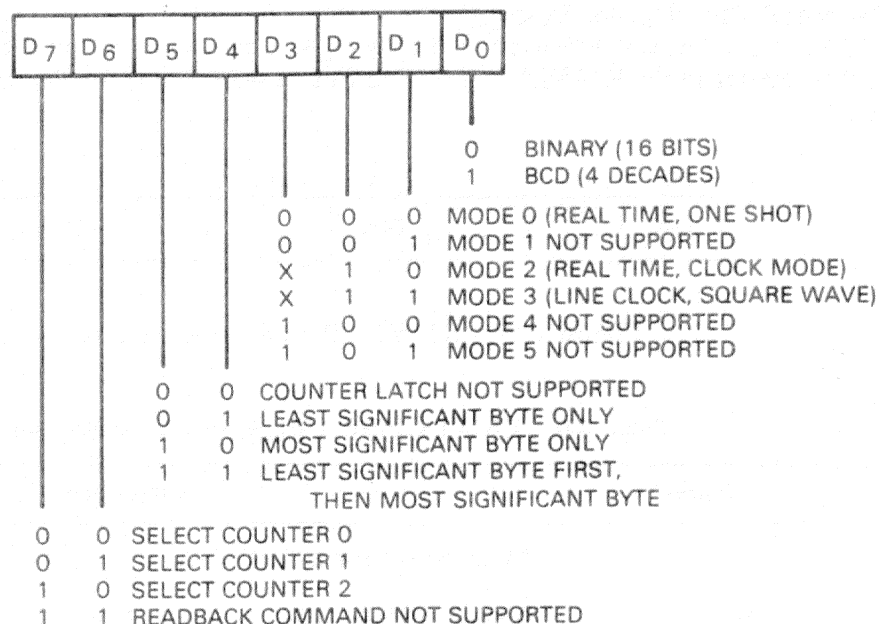 D7 D6 D5 D4 D3 D2 D1 D0
0 BINARY (16 BITS)
1 BCD (4 DECADES)
0 0 0 MODE 0 (REAL TIME, ONE SHOT)
0 0 1 MODE 1 NOT SUPPORTED
X 1 0 MODE 2 (REAL TIME, CLOCK MODE)
X 1 1 MODE 3 (LINE CLOCK, SQUARE WAVE)
1 0 0 MODE 4 NOT SUPPORTED
1 0 1 MODE 5 NOT SUPPORTED
0 0 COUNTER LATCH NOT SUPPORTED
0 1 LEAST SIGNIFICANT BYTE ONLY
1 0 MOST SIGNIFICANT BYTE ONLY
1 1 LEAST SIGNIFICANT BYTE FIRST,
THEN MOST SIGNIFICANT BYTE
0 0 SELECT COUNTER 0
0 1 SELECT COUNTER 1
1 0 SELECT COUNTER 2
1 1 READBACK COMMAND NOT SUPPORTED